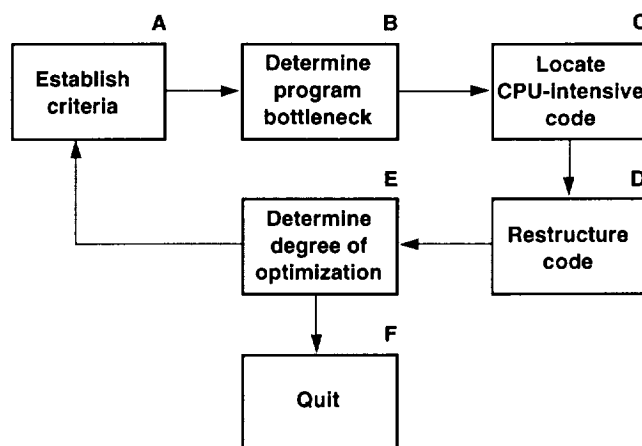 A
Establish
criteria
B
Determine
program
bottleneck
C
Locate
CPU-intensive
code
D
Restructure
code
E
Determine
degree of
optimization
F
Quit